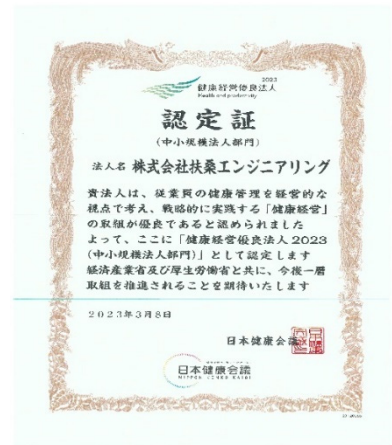 2023
健康経営優良法人
Health and productivity
認定証
(中小規模法人部門)
法人名 株式会社扶桑エンジニアリング
貴法人は、従業員の健康管理を経営的な
視点で考え、戦略的に実践する「健康経営」
の取組が優良であると認められました
よって、ここに「健康経営優良法人2023
(中小規模法人部門)」として認定します
経済産業省及び厚生労働省と共に、今後一層
取組を推進されることを期待いたします
2023年3月8日
日本健康会議
日本健康会議
NIPPON KENKO KAIGI